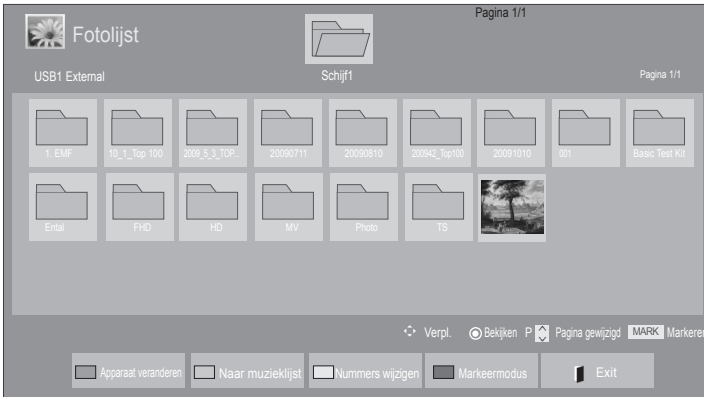 Pagina 1/1
Fotolijst
USB1 External Schijf1 Pagina 1/1
1. EMF 10_1_Top 100 2009_5_3_TOP... 20090711 20090810 200942_Top100 20091010 001 Basic Test Kit
Ental FHD HD MV Photo TS
Verpl. Bekijken P Pagina gewijzigd MARK Markeren
Apparaat veranderen Naar muzieklijst Nummers wijzigen Markeermodus Exit